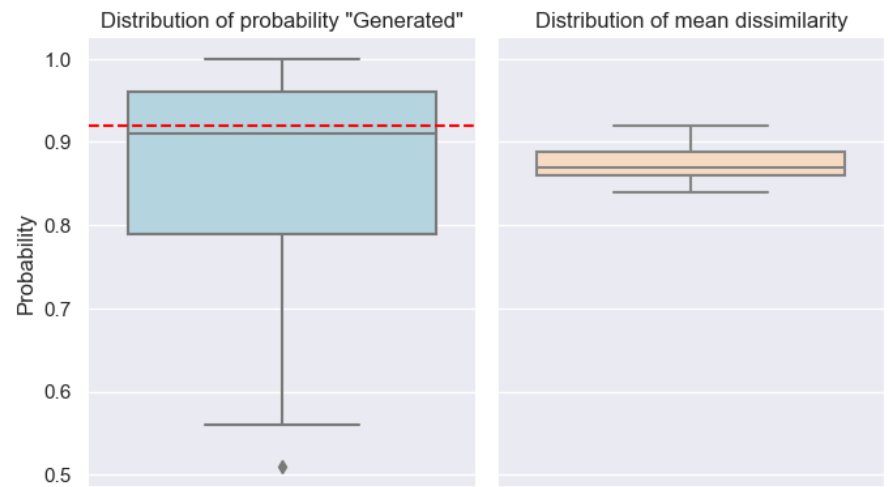 Distribution of probability "Generated"
Distribution of mean dissimilarity
1.0
0.9
0.8
0.7
0.6
0.5
Probability